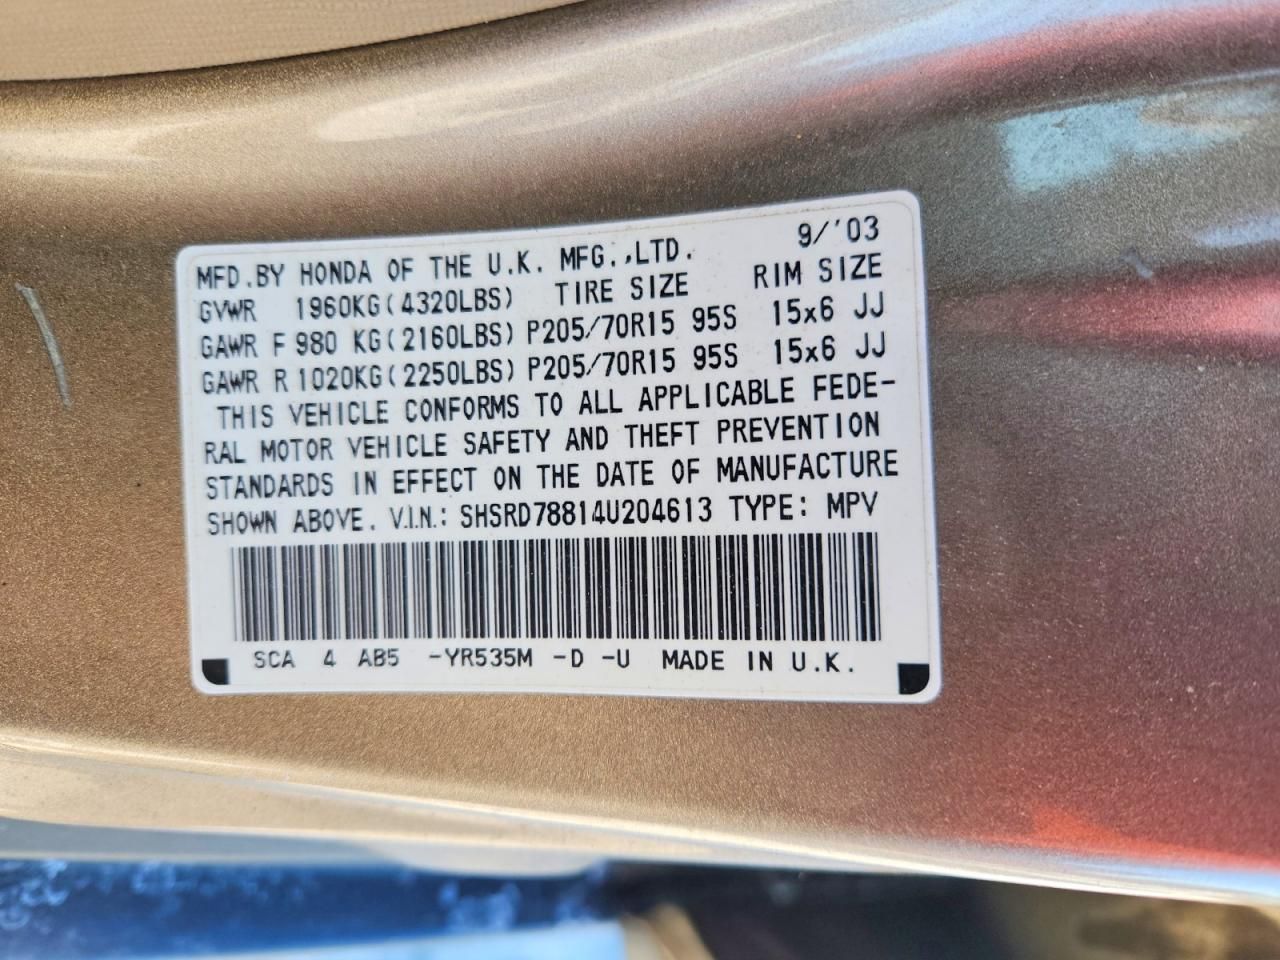 9/'03
MFD.BY HONDA OF THE U.K. MFG.,LTD.
GVWR 1960KG(4320LBS) TIRE SIZE RIM SIZE
GAWR F 980 KG(2160LBS) P205/70R15 95S 15x6 JJ
GAWR R 1020KG(2250LBS) P205/70R15 95S 15x6 JJ
THIS VEHICLE CONFORMS TO ALL APPLICABLE FEDE-
RAL MOTOR VEHICLE SAFETY AND THEFT PREVENTION
STANDARDS IN EFFECT ON THE DATE OF MANUFACTURE
SHOWN ABOVE. V.I.N.: SHSRD78814U204613 TYPE: MPV
SCA 4 AB5 -YR535M -D -U MADE IN U.K.